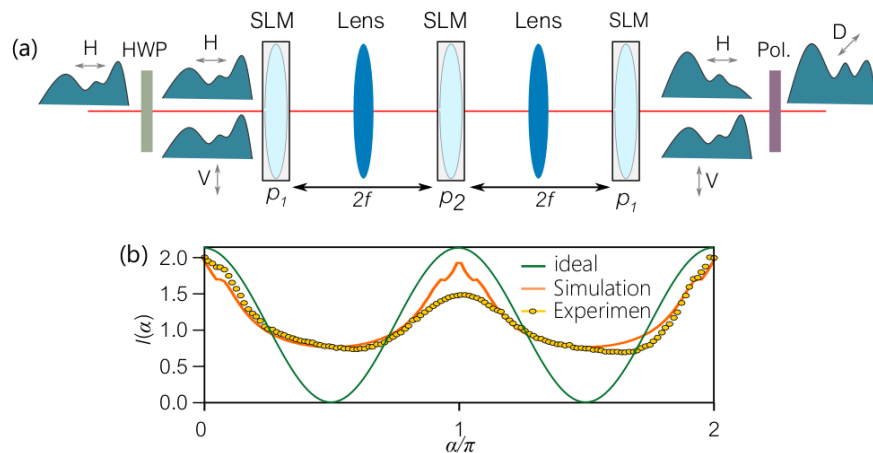 (a)
SLM Lens SLM Lens SLM
H HWP H H Pol. D
V V
p1 2f p2 2f p1
(b)
2.0
1.5
1.0
0.5
0.0
I(α)
ideal
Simulation
Experimen
0 1 2
α/π